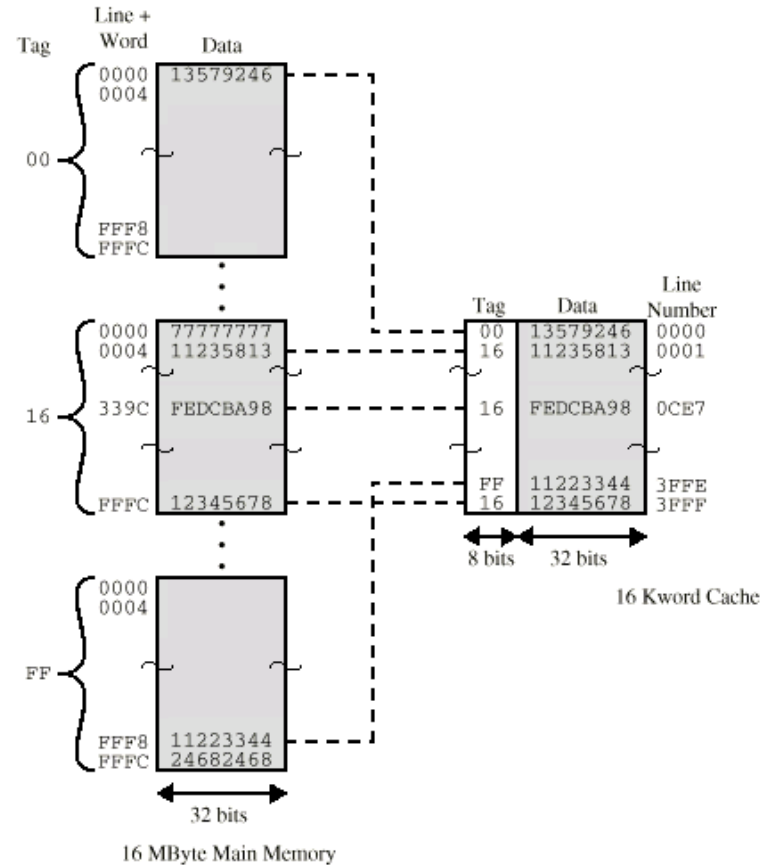 Line +
Tag Word Data
0000 13579246
0004
00
FFF8
FFFC
Line
Tag Data Number
0000 77777777 00 13579246 0000
0004 11235813 16 11235813 0001
16 339C FEDCBA98 16 FEDCBA98 0CE7
FF 11223344 3FFE
FFFC 12345678 16 12345678 3FFF
8 bits 32 bits
0000
0004
16 Kword Cache
FF
FFF8 11223344
FFFC 24682468
32 bits
16 MByte Main Memory